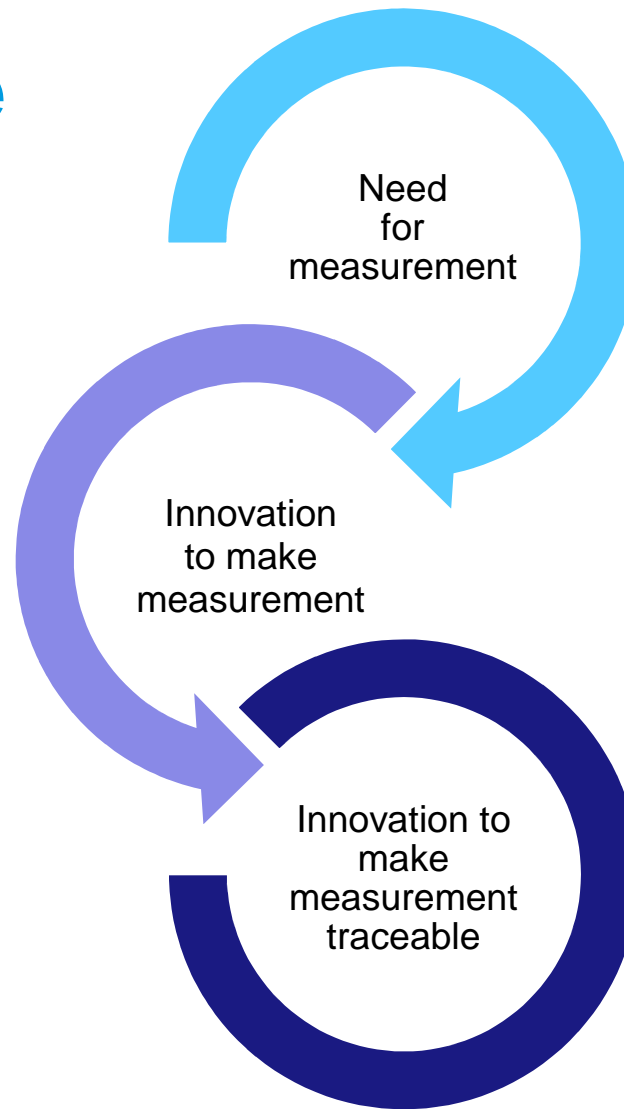 Need
for
measurement
Innovation
to make
measurement
Innovation to
make
measurement
traceable